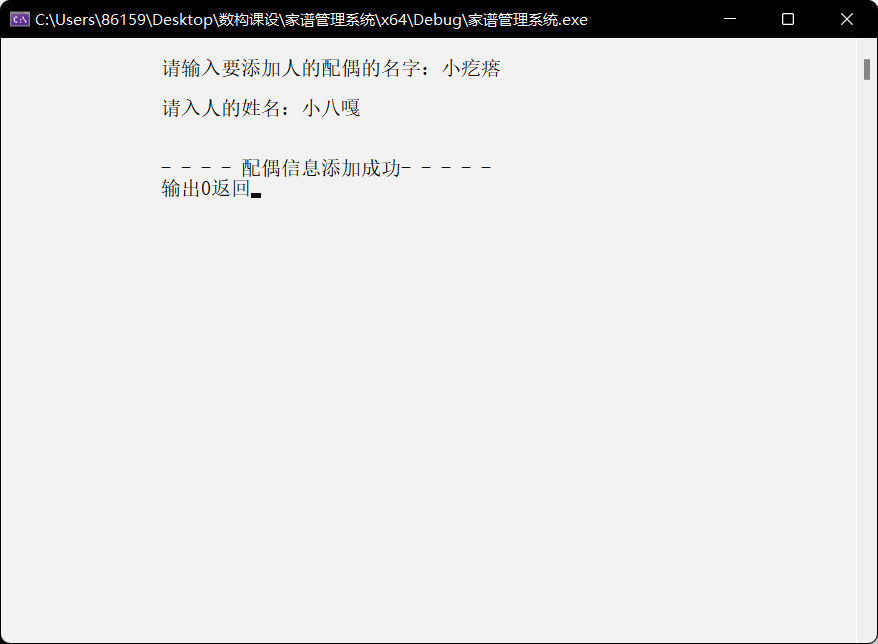 C:\Users\86159\Desktop\数构课设\家谱管理系统\x64\Debug\家谱管理系统.exe
请输入要添加人的配偶的名字：小疙瘩
请入人的姓名：小八嘎
- - - - 配偶信息添加成功- - - - -
输出0返回